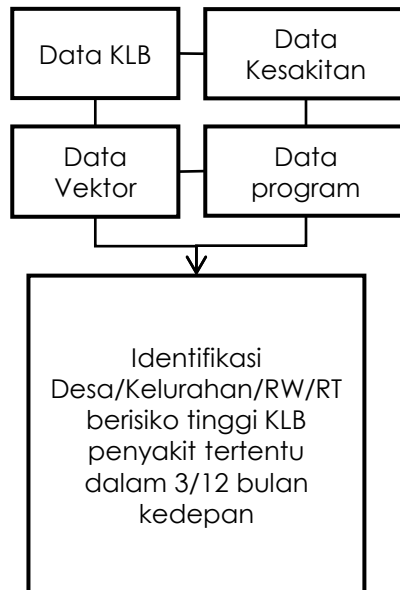 Data KLB
Data
Kesakitan
Data
Vektor
Data
program
Identifikasi
Desa/Kelurahan/RW/RT
berisiko tinggi KLB
penyakit tertentu
dalam 3/12 bulan
kedepan